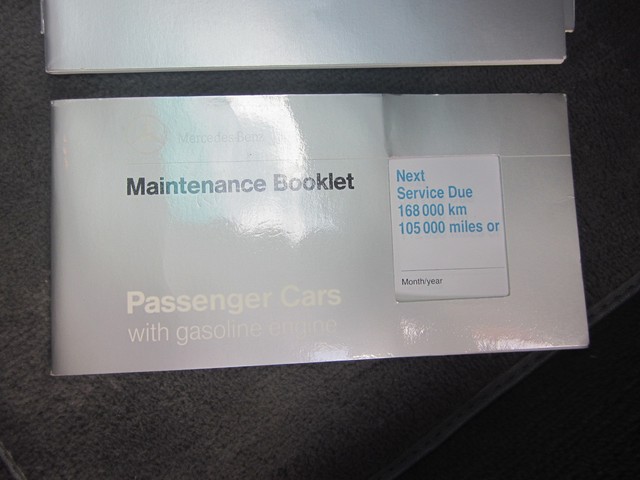 Mercedes-Benz
Maintenance Booklet
Passenger Cars
with gasoline engine
Next
Service Due
168 000 km
105 000 miles or
Month/year